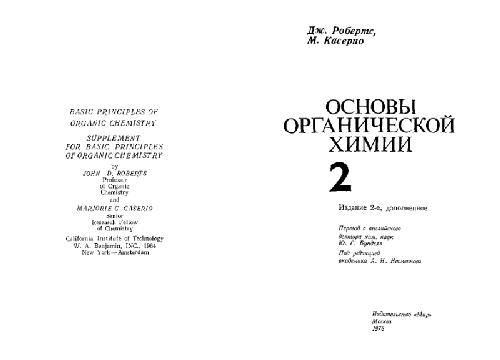 BASIC PRINCIPLES OF
ORGANIC CHEMISTRY
SUPPLEMENT
FOR BASIC PRINCIPLES
OF ORGANIC CHEMISTRY
by
JOHN D. ROBERTS
Professor
of Organic
Chemistry
and
MARJORIE C. CASERIO
Senior
Research Fellow
of Chemistry
California Institute of Technology
W. A. Benjamin, INC., 1964
New York—Amsterdam
Дж. Робертс,
М. Касерио
ОСНОВЫ
ОРГАНИЧЕСКОЙ
ХИМИИ
2
Издание 2-е, дополненное
Перевод с английского
доктора хим. наук
Ю. Г. Бунделя
Под редакцией
академика А. Н. Несмеянова
Издательство «Мир»
Москва
1978